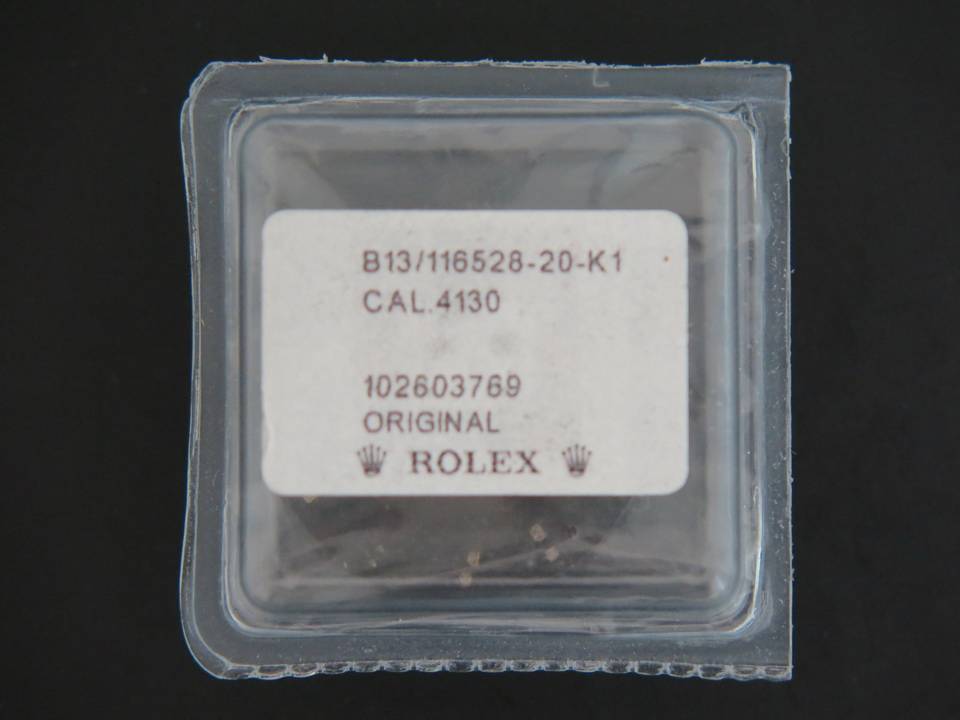 B13/116528-20-K1
CAL.4130
102603769
ORIGINAL
ROLEX